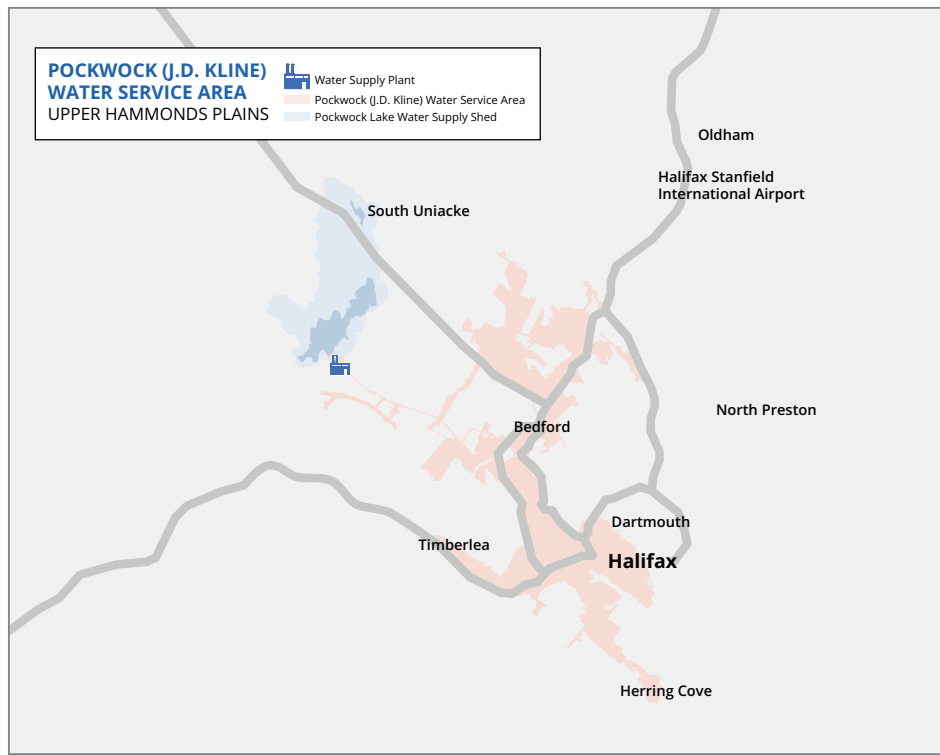 POCKWOCK (J.D. KLINE)
WATER SERVICE AREA
UPPER HAMMONDS PLAINS
Water Supply Plant
Pockwock (J.D. Kline) Water Service Area
Pockwock Lake Water Supply Shed
Oldham
Halifax Stanfield
International Airport
South Uniacke
North Preston
Bedford
Dartmouth
Timberlea
Halifax
Herring Cove